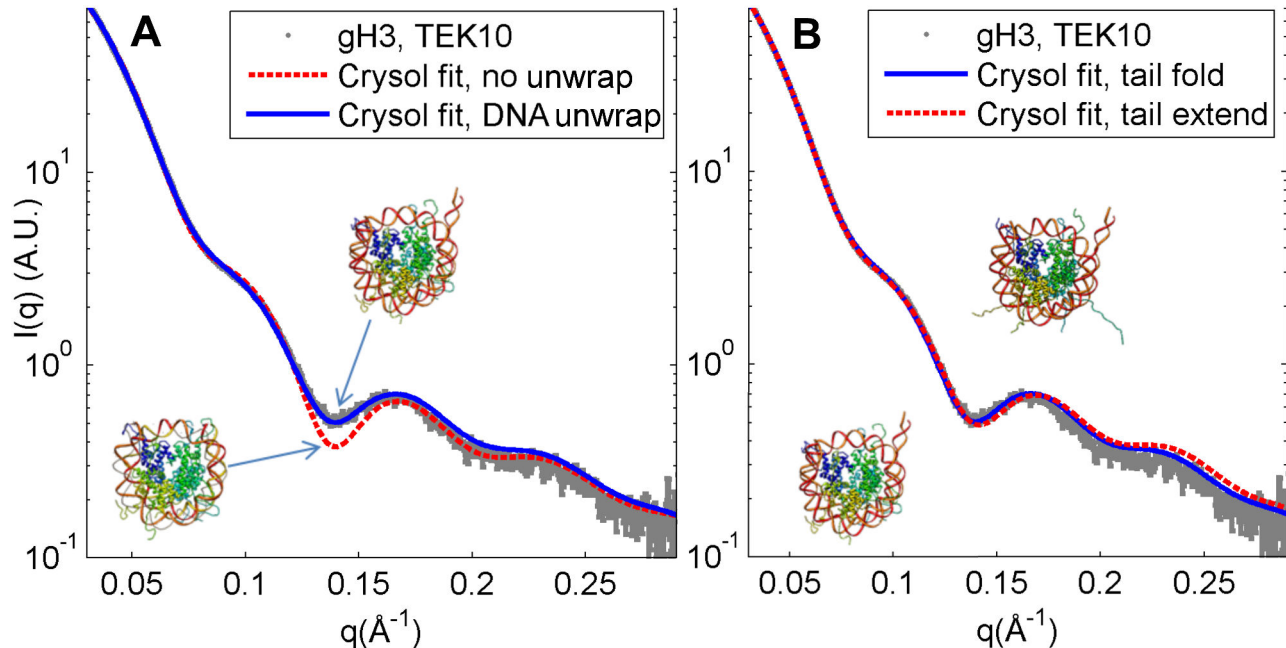 A
gH3, TEK10
Crysol fit, no unwrap
Crysol fit, DNA unwrap
I(q) (A.U.)
10¹
10⁰
10⁻¹
0.05
0.1
0.15
0.2
0.25
q(Å⁻¹)
B
gH3, TEK10
Crysol fit, tail fold
Crysol fit, tail extend
10¹
10⁰
10⁻¹
0.05
0.1
0.15
0.2
0.25
q(Å⁻¹)